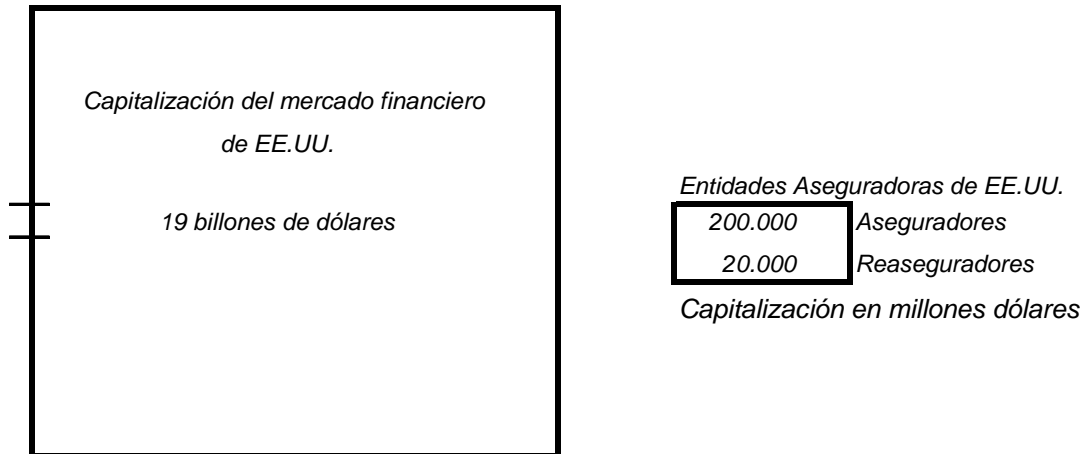 Capitalización del mercado financiero
de EE.UU.
19 billones de dólares
Entidades Aseguradoras de EE.UU.
200.000 Aseguradores
20.000 Reaseguradores
Capitalización en millones dólares